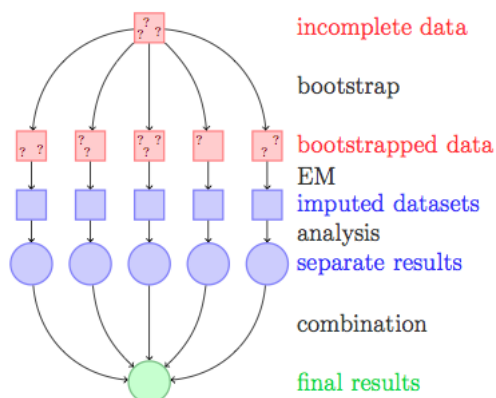 ? ? ?
incomplete data
bootstrap
? ?
? ?
? ? ?
?
? ?
bootstrapped data
EM
imputed datasets
analysis
separate results
combination
final results